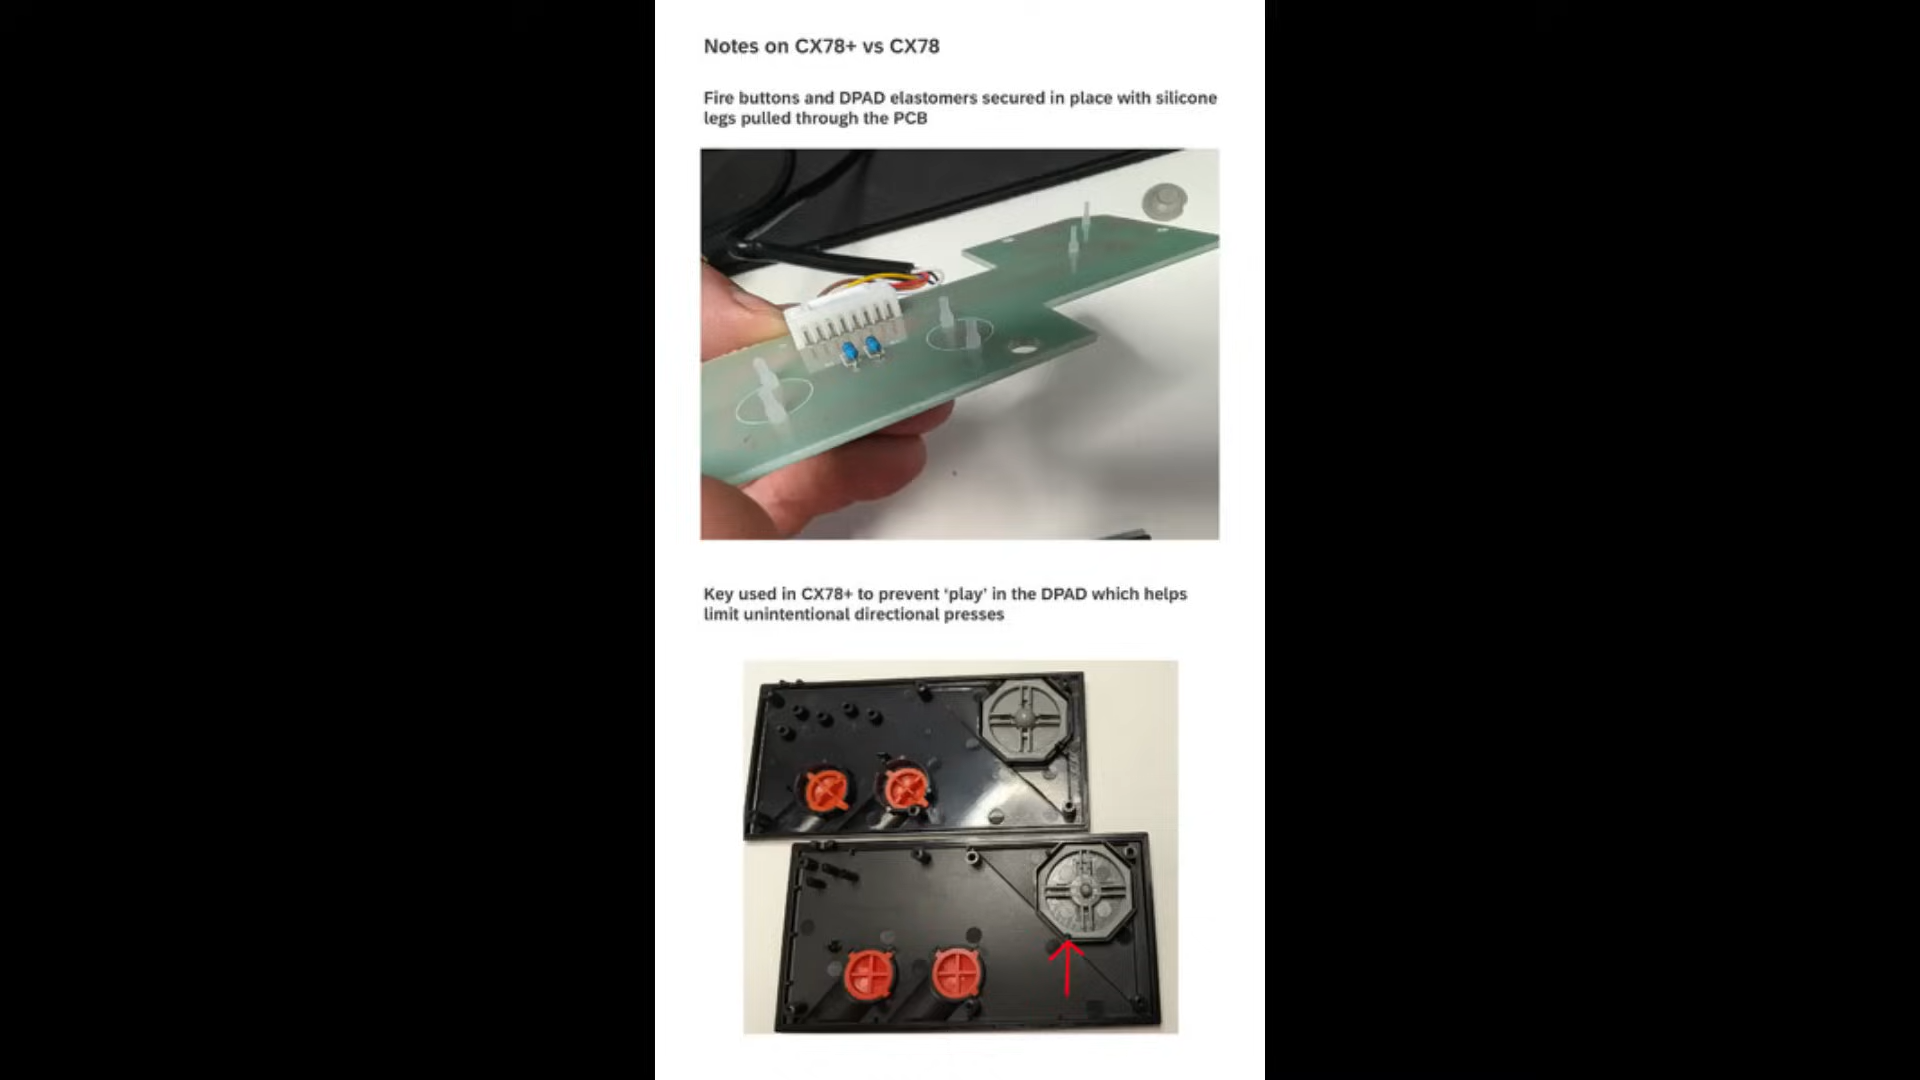 Notes on CX78+ vs CX78
Fire buttons and DPAD elastomers secured in place with silicone
legs pulled through the PCB
Key used in CX78+ to prevent ‘play’ in the DPAD which helps
limit unintentional directional presses